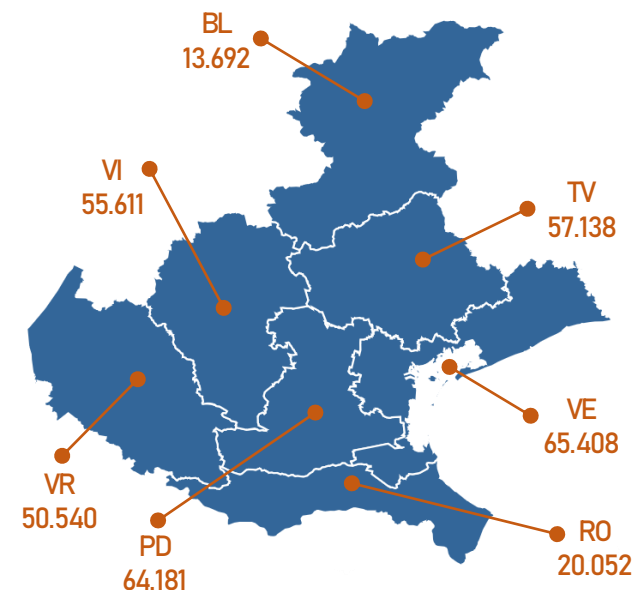 BL
13.692
VI
55.611
TV
57.138
VE
65.408
VR
50.540
PD
64.181
RO
20.052